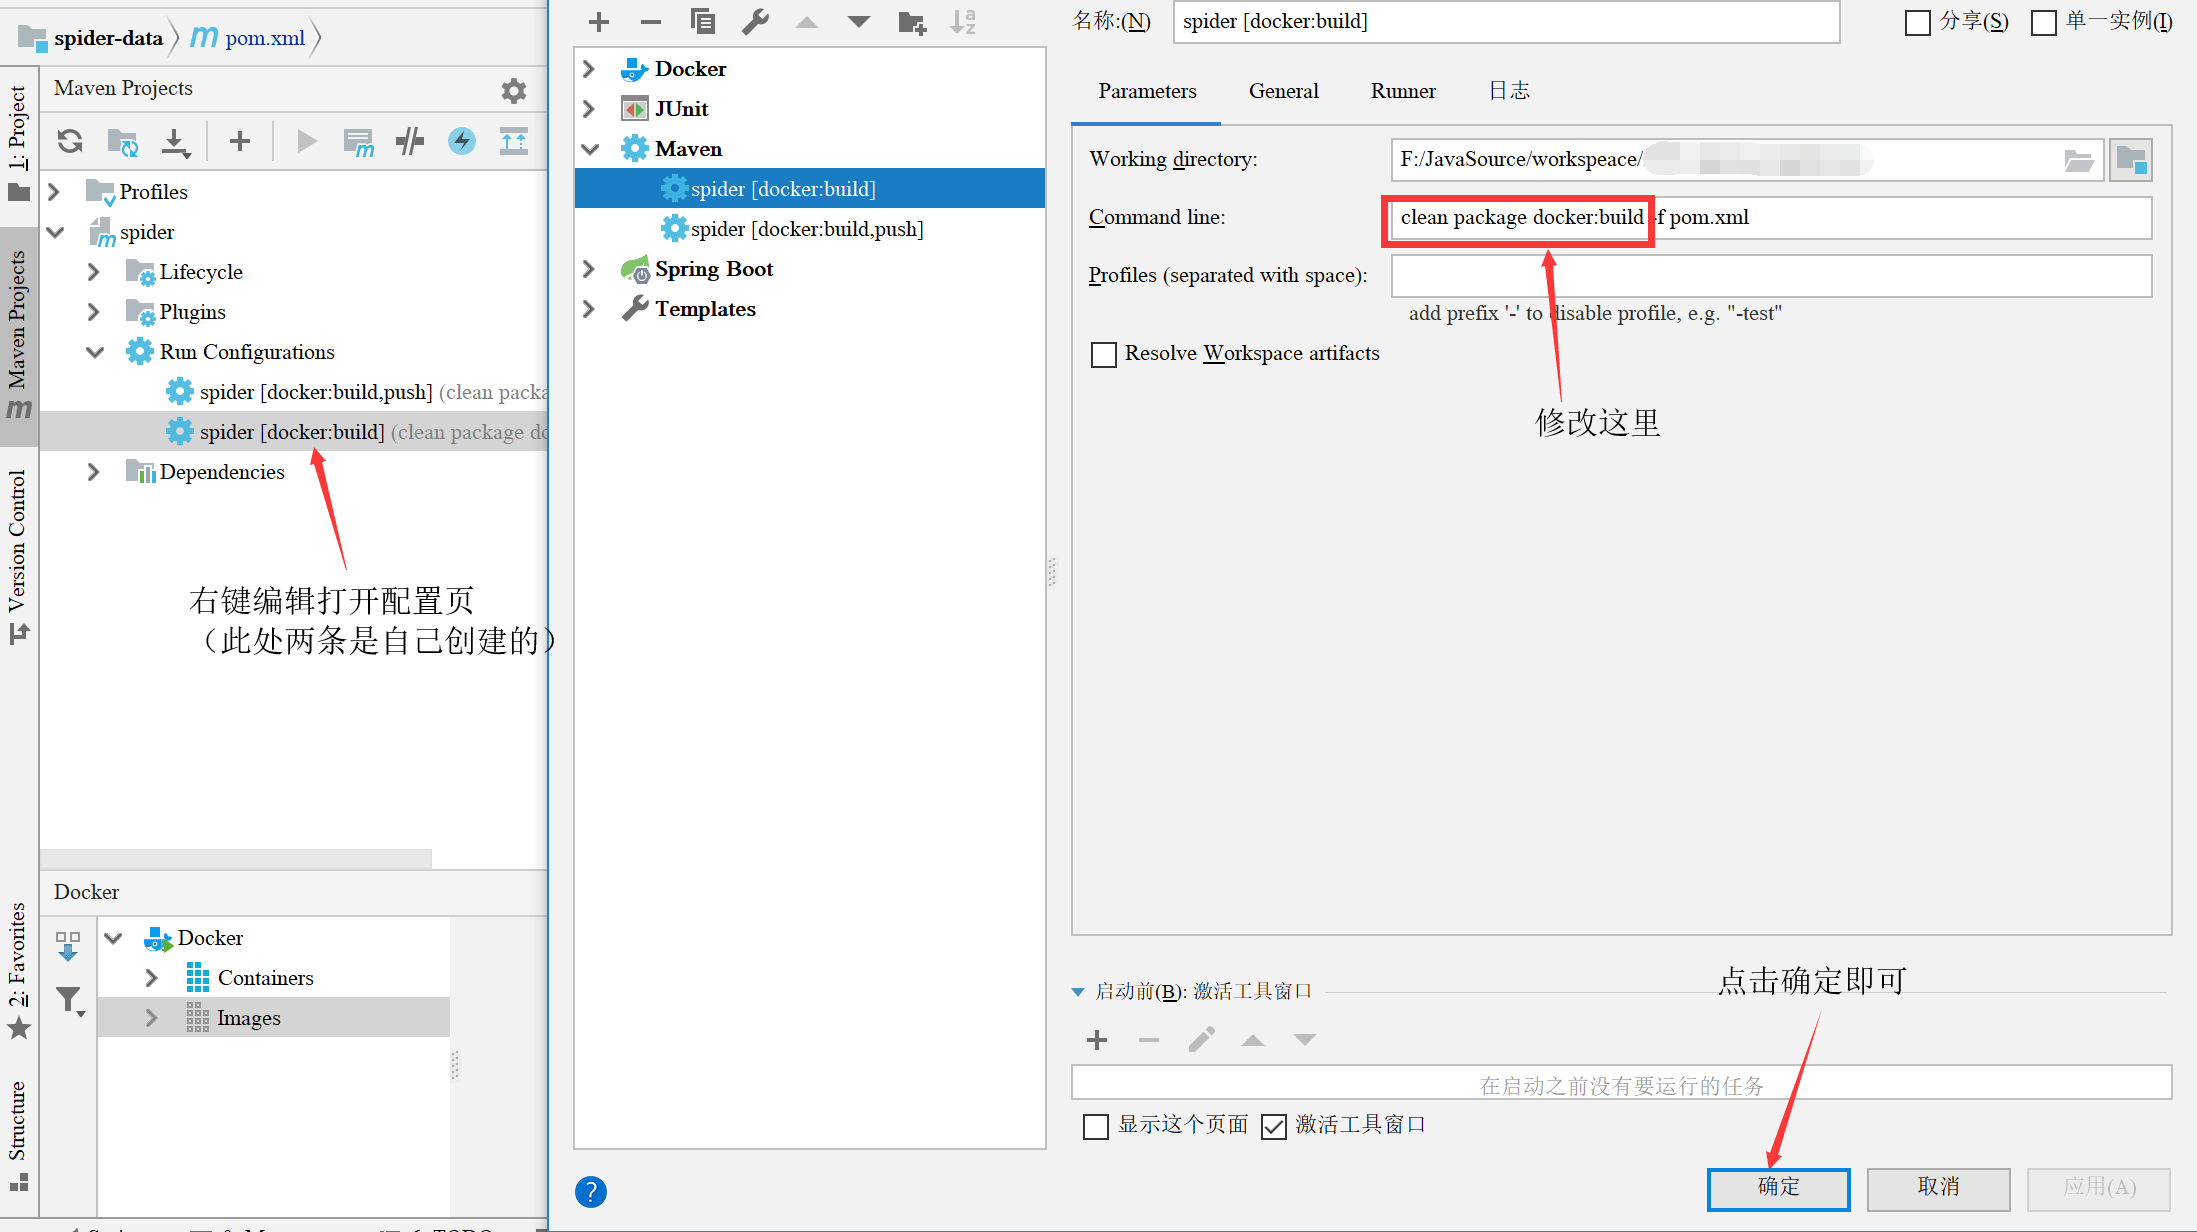 spider-data
pom.xml
Maven Projects
1: Project
Maven Projects
Version Control
2: Favorites
Structure
Profiles
spider
Lifecycle
Plugins
Run Configurations
spider [docker:build,push] (clean packa
spider [docker:build] (clean package do
Dependencies
右键编辑打开配置页
（此处两条是自己创建的）
Docker
Docker
Containers
Images
Docker
JUnit
Maven
spider [docker:build]
spider [docker:build,push]
Spring Boot
Templates
名称:(N)
spider [docker:build]
分享(S)
单一实例(I)
Parameters
General
Runner
日志
Working directory:
F:/JavaSource/workspeace/
Command line:
clean package docker:build -f pom.xml
Profiles (separated with space):
add prefix '-' to disable profile, e.g. "-test"
Resolve Workspace artifacts
修改这里
点击确定即可
启动前(B): 激活工具窗口
在启动之前没有要运行的任务
显示这个页面
激活工具窗口
确定
取消
应用(A)